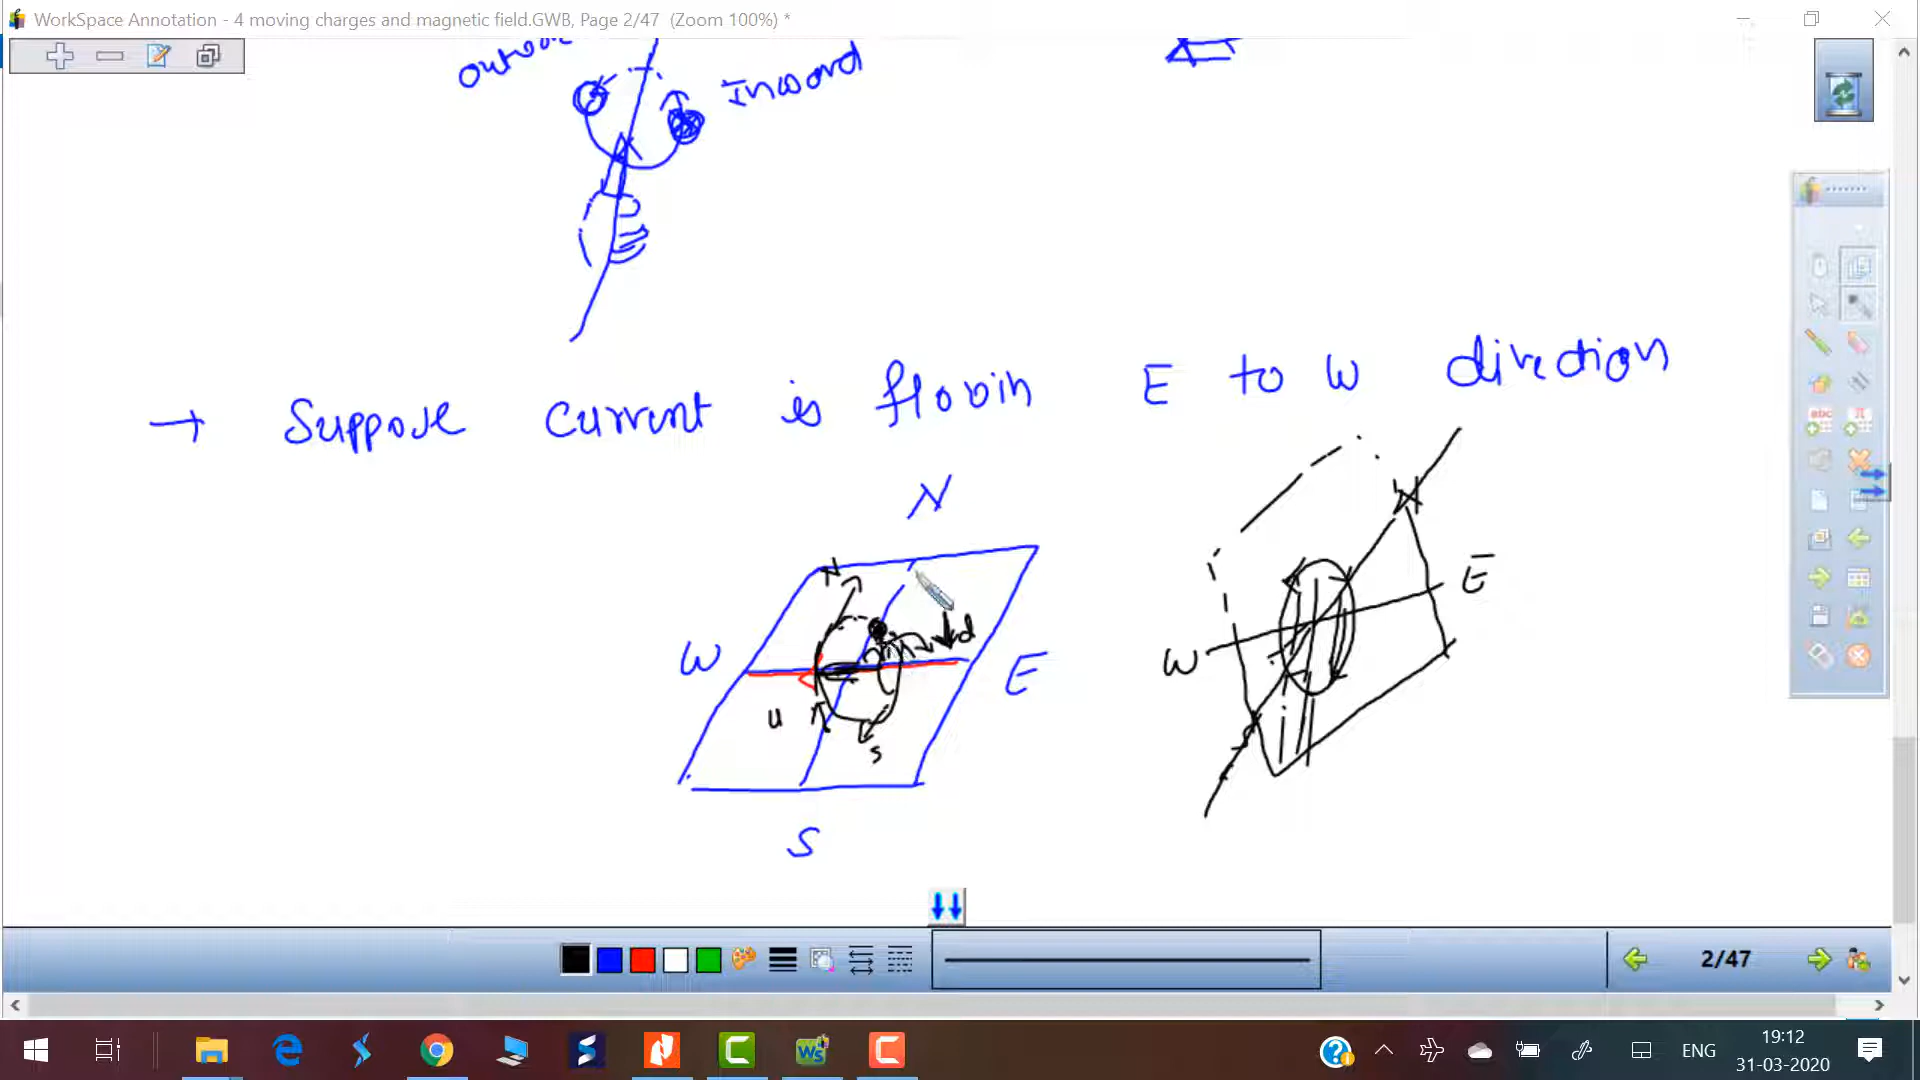 WorkSpace Annotation - 4 moving charges and magnetic field.GWB, Page 2/47 (Zoom 100%) *
Inward
→ Suppose current is flowin E to W direction
N
N
W
E
d
u
s
S
N
E
W
S
abc
π
2/47
ENG
19:12
31-03-2020